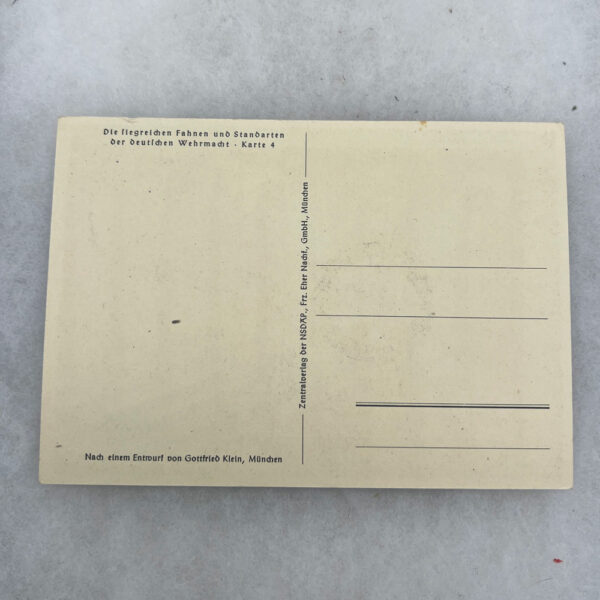 Die ſiegreichen Fahnen und Standarten
der deutſchen Wehrmacht · Karte 4
Zentralverlag der NSDAP., Frz. Eher Nachf., GmbH., München
Nach einem Entwurf von Gottfried Klein, München